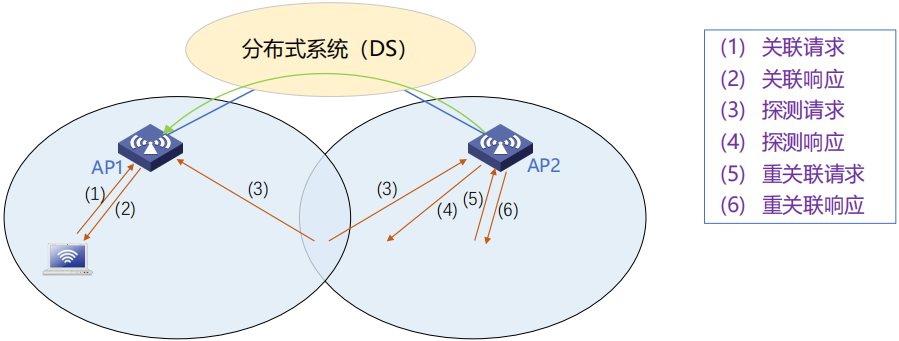 分布式系统（DS）
(1) 关联请求
(2) 关联响应
(3) 探测请求
(4) 探测响应
(5) 重关联请求
(6) 重关联响应
AP1
AP2
(1)
(2)
(3)
(3)
(4)
(5)
(6)